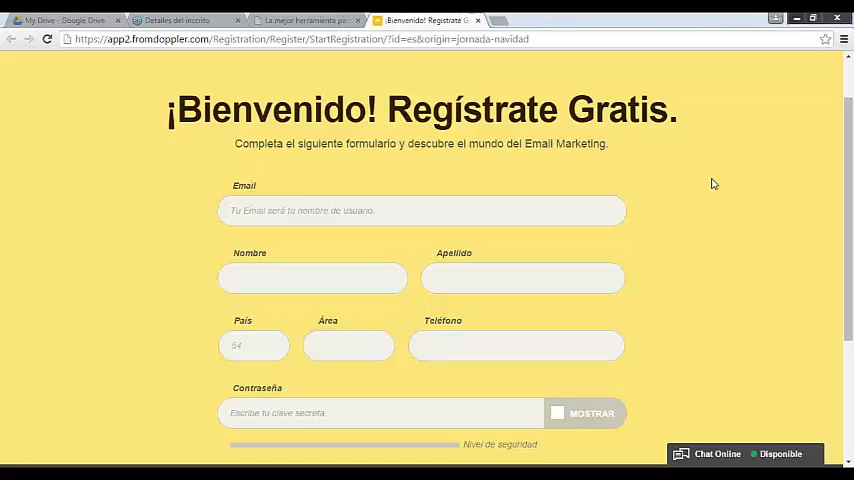 My Drive - Google Drive
Detalles del inscrito
La mejor herramienta pa
¡Bienvenido! Regístrate G
https://app2.fromdoppler.com/Registration/Register/StartRegistration/?id=es&origin=jornada-navidad
¡Bienvenido! Regístrate Gratis.
Completa el siguiente formulario y descubre el mundo del Email Marketing.
Email
Tu Email será tu nombre de usuario.
Nombre Apellido
País Área Teléfono
54
Contraseña
Escribe tu clave secreta
MOSTRAR
Nivel de seguridad
Chat Online Disponible